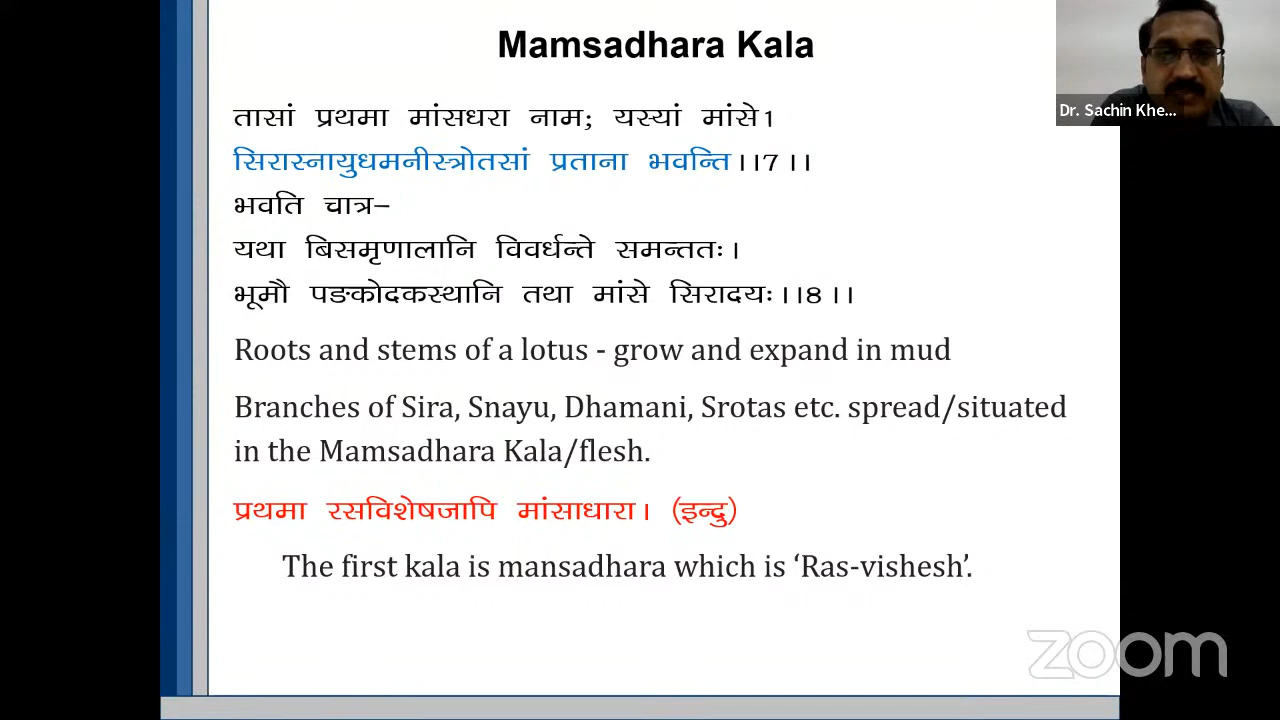 Mamsadhara Kala
Dr. Sachin Khe...
तासां प्रथमा मांसधरा नाम; यस्यां मांसे1
सिरास्नायुधमनीस्त्रोतसां प्रताना भवन्ति।।7।।
भवति चात्र–
यथा बिसमृणालानि विवर्धन्ते समन्ततः।
भूमौ पङकोदकस्थानि तथा मांसे सिरादयः।।8।।
Roots and stems of a lotus - grow and expand in mud
Branches of Sira, Snayu, Dhamani, Srotas etc. spread/situated
in the Mamsadhara Kala/flesh.
प्रथमा रसविशेषजापि मांसाधारा। (इन्दु)
The first kala is mansadhara which is ‘Ras-vishesh’.
zoom